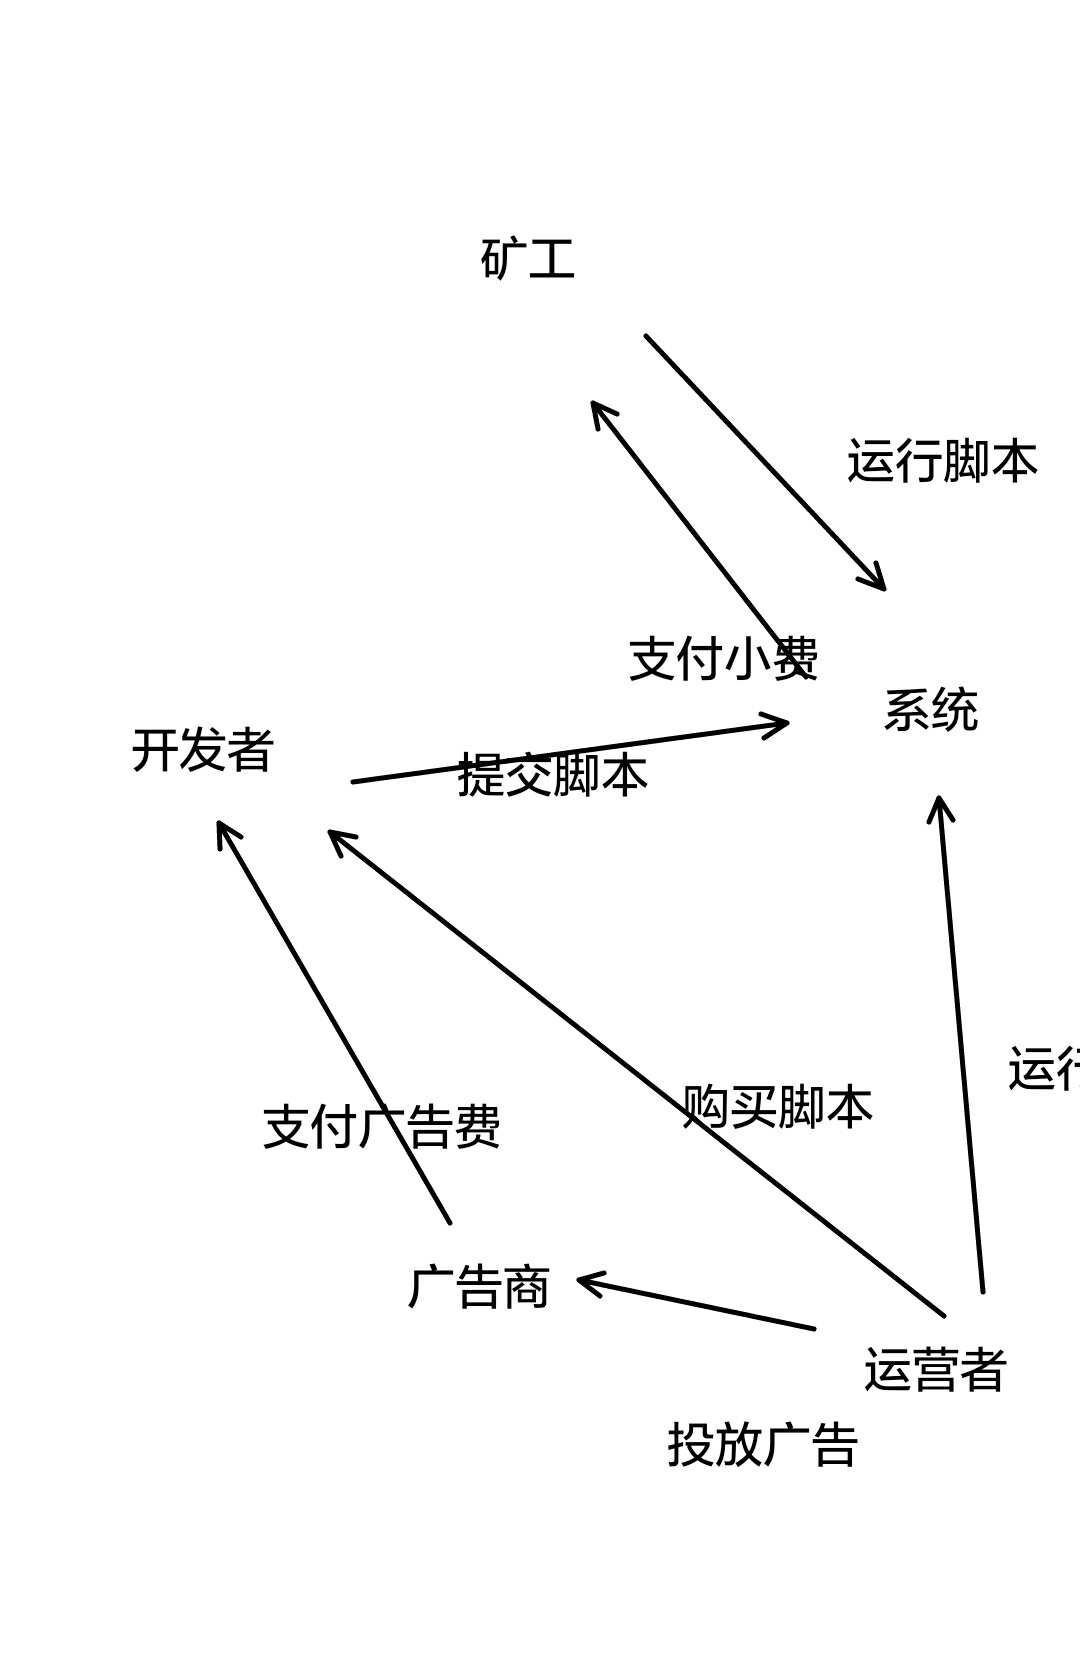 矿工
运行脚本
支付小费
系统
开发者
提交脚本
运行
购买脚本
支付广告费
广告商
运营者
投放广告